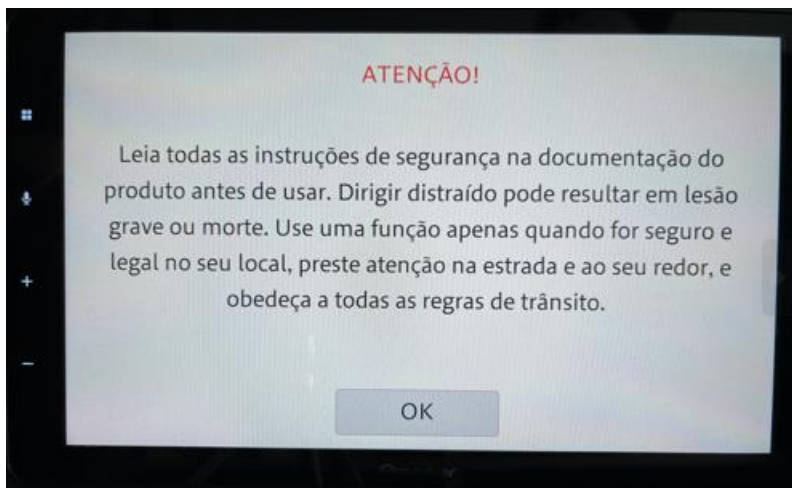 ATENÇÃO!
Leia todas as instruções de segurança na documentação do
produto antes de usar. Dirigir distraído pode resultar em lesão
grave ou morte. Use uma função apenas quando for seguro e
legal no seu local, preste atenção na estrada e ao seu redor, e
obedeça a todas as regras de trânsito.
OK